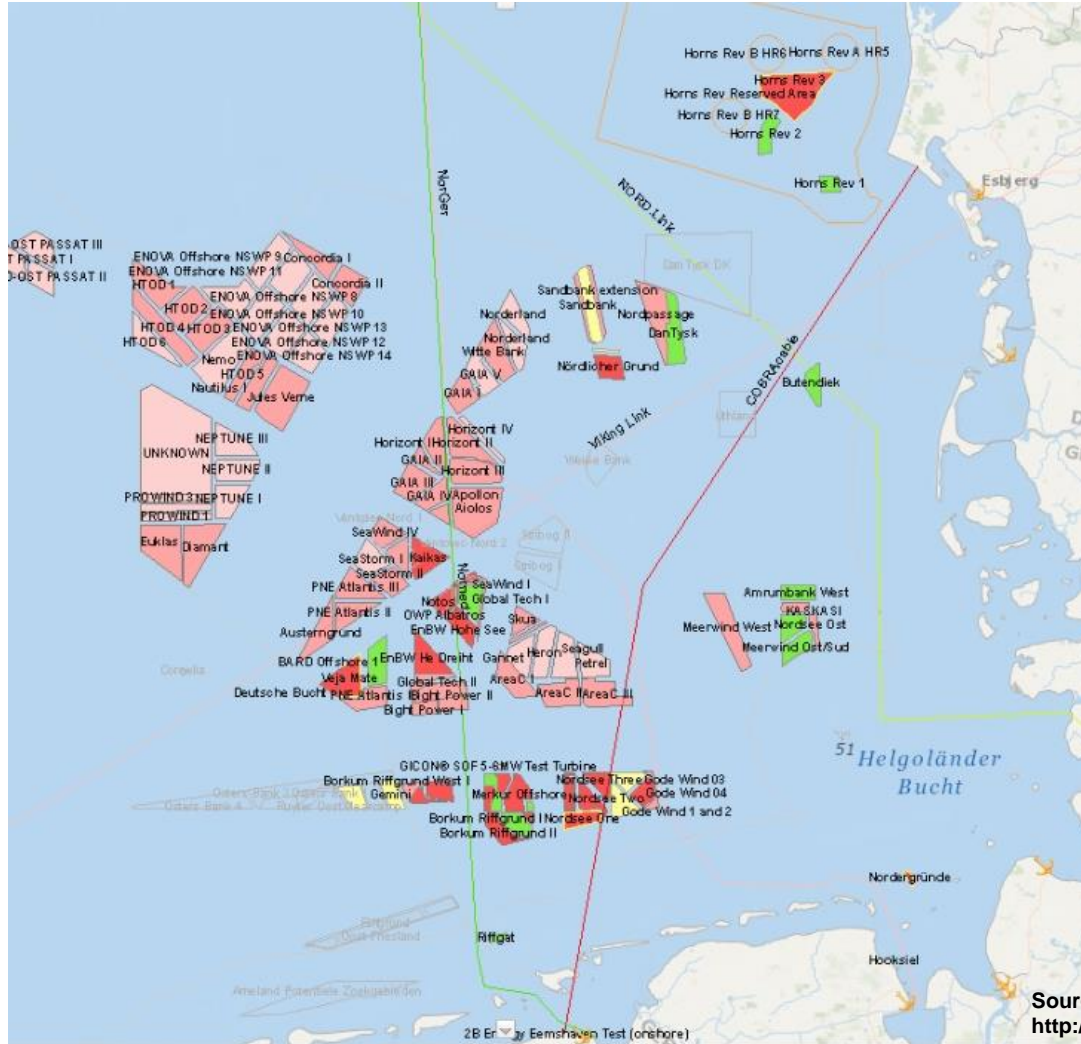 Horns Rev B HR6
Horns Rev A HR5
Horns Rev 3
Horns Rev Reserved Area
Horns Rev B HR7
Horns Rev 2
Horns Rev 1
Esbjerg
NorGer
NORD.Link
-OST PASSAT III
T PASSAT I
O-OST PASSAT II
ENOVA Offshore NSWP 9
Concordia I
ENOVA Offshore NSWP 11
HTOD 1
Concordia II
ENOVA Offshore NSWP 8
HTOD 2
ENOVA Offshore NSWP 10
HTOD 4
HTOD 3
ENOVA Offshore NSWP 13
HTOD 6
ENOVA Offshore NSWP 12
Nemo
ENOVA Offshore NSWP 14
HTOD 5
Nautilus I
Jules Verne
Dan Tysk DK
Sandbank extension
Sandbank
Nordpassage
DanTysk
Norderland
Norderland
Witte Bank
GAIA V
GAIA I
Nördlicher Grund
COBRAcable
Butendiek
Viking Link
UNKNOWN
NEPTUNE III
NEPTUNE II
PROWIND 3
NEPTUNE I
PROWIND 1
Euklas
Diamant
Horizont IV
Horizont I
Horizont II
GAIA II
Horizont III
GAIA III
GAIA IV
Apollon
Aiolos
SeaWind IV
SeaStorm I
Kaikas
SeaStorm II
PNE Atlantis III
PNE Atlantis II
Austerngrund
Norned
SeaWind I
Notos
Global Tech I
OWP Albatros
EnBW Hohe See
Skua
BARD Offshore 1
EnBW He Dreiht
Gannet
Heron
Seagull
Petrel
Veja Mate
Global Tech II
AreaC I
Deutsche Bucht
PNE Atlantis I
Bight Power II
AreaC II
AreaC III
Bight Power I
Amrumbank West
KASKASI
Meerwind West
Nordsee Ost
Meerwind Ost/Sud
51
Helgoländer
Bucht
GICON® SOF 5-6MW Test Turbine
Borkum Riffgrund West I
Nordsee Three
Gode Wind 03
Gemini
Merkur Offshore
Nordsee Two
Gode Wind 04
Borkum Riffgrund I
Nordsee One
Gode Wind 1 and 2
Borkum Riffgrund II
Nordergründe
Riffgat
Hooksiel
Ameland
2B Energy Eemshaven Test (onshore)
Sour
http:/